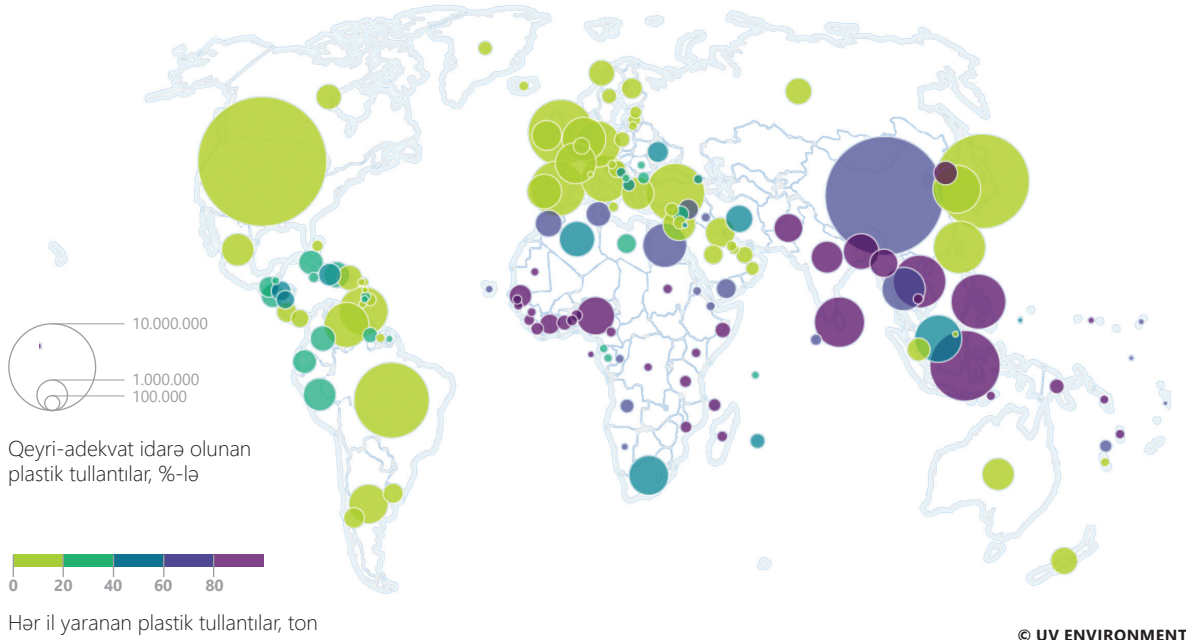 10.000.000
1.000.000
100.000
Qeyri-adekvat idarə olunan
plastik tullantılar, %-lə
0 20 40 60 80
Hər il yaranan plastik tullantılar, ton
© UV ENVIRONMENT